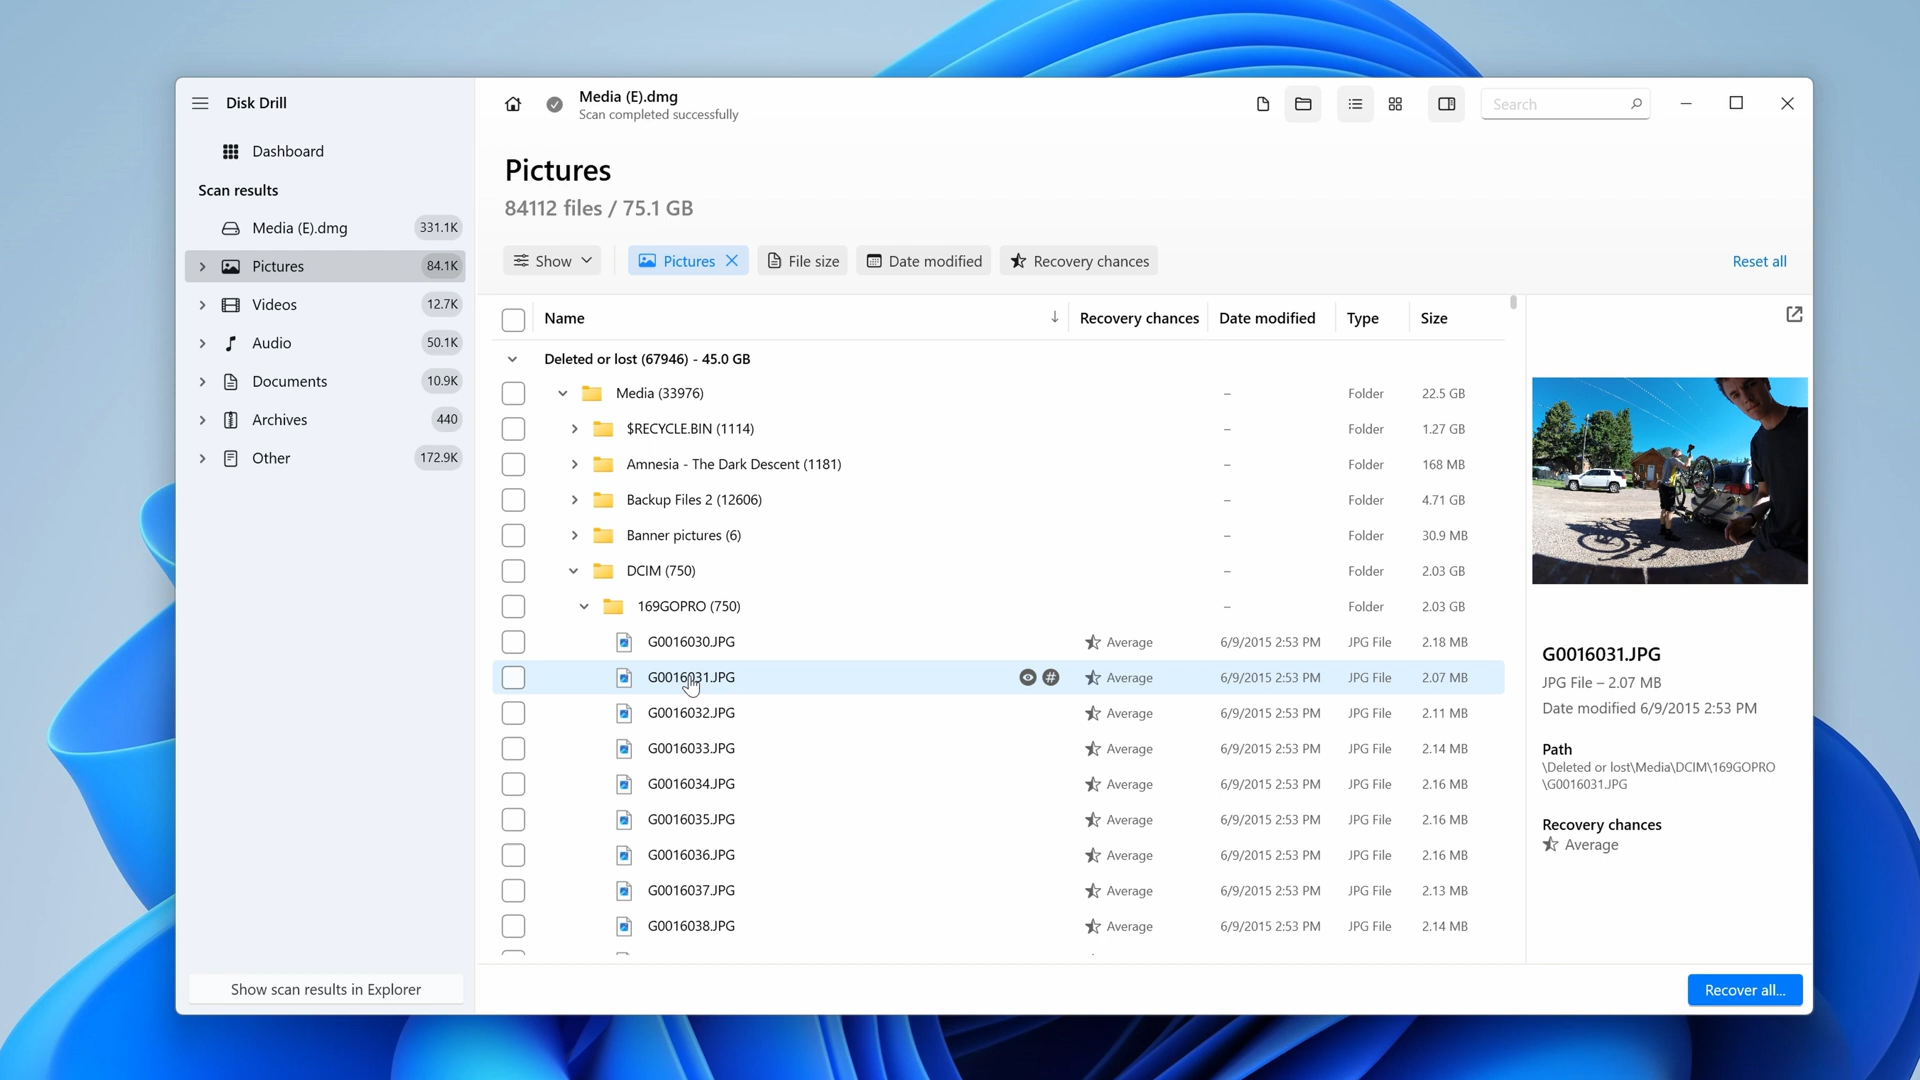 Disk Drill
Media (E).dmg
Scan completed successfully
Search
Dashboard
Scan results
Media (E).dmg 331.1K
Pictures 84.1K
Videos 12.7K
Audio 50.1K
Documents 10.9K
Archives 440
Other 172.9K
Show scan results in Explorer
Pictures
84112 files / 75.1 GB
Show Pictures File size Date modified Recovery chances Reset all
Name Recovery chances Date modified Type Size
Deleted or lost (67946) - 45.0 GB
Media (33976) – Folder 22.5 GB
$RECYCLE.BIN (1114) – Folder 1.27 GB
Amnesia - The Dark Descent (1181) – Folder 168 MB
Backup Files 2 (12606) – Folder 4.71 GB
Banner pictures (6) – Folder 30.9 MB
DCIM (750) – Folder 2.03 GB
169GOPRO (750) – Folder 2.03 GB
G0016030.JPG Average 6/9/2015 2:53 PM JPG File 2.18 MB
G0016031.JPG # Average 6/9/2015 2:53 PM JPG File 2.07 MB
G0016032.JPG Average 6/9/2015 2:53 PM JPG File 2.11 MB
G0016033.JPG Average 6/9/2015 2:53 PM JPG File 2.14 MB
G0016034.JPG Average 6/9/2015 2:53 PM JPG File 2.16 MB
G0016035.JPG Average 6/9/2015 2:53 PM JPG File 2.16 MB
G0016036.JPG Average 6/9/2015 2:53 PM JPG File 2.16 MB
G0016037.JPG Average 6/9/2015 2:53 PM JPG File 2.13 MB
G0016038.JPG Average 6/9/2015 2:53 PM JPG File 2.14 MB
G0016031.JPG
JPG File – 2.07 MB
Date modified 6/9/2015 2:53 PM
Path
\Deleted or lost\Media\DCIM\169GOPRO
\G0016031.JPG
Recovery chances
Average
Recover all...